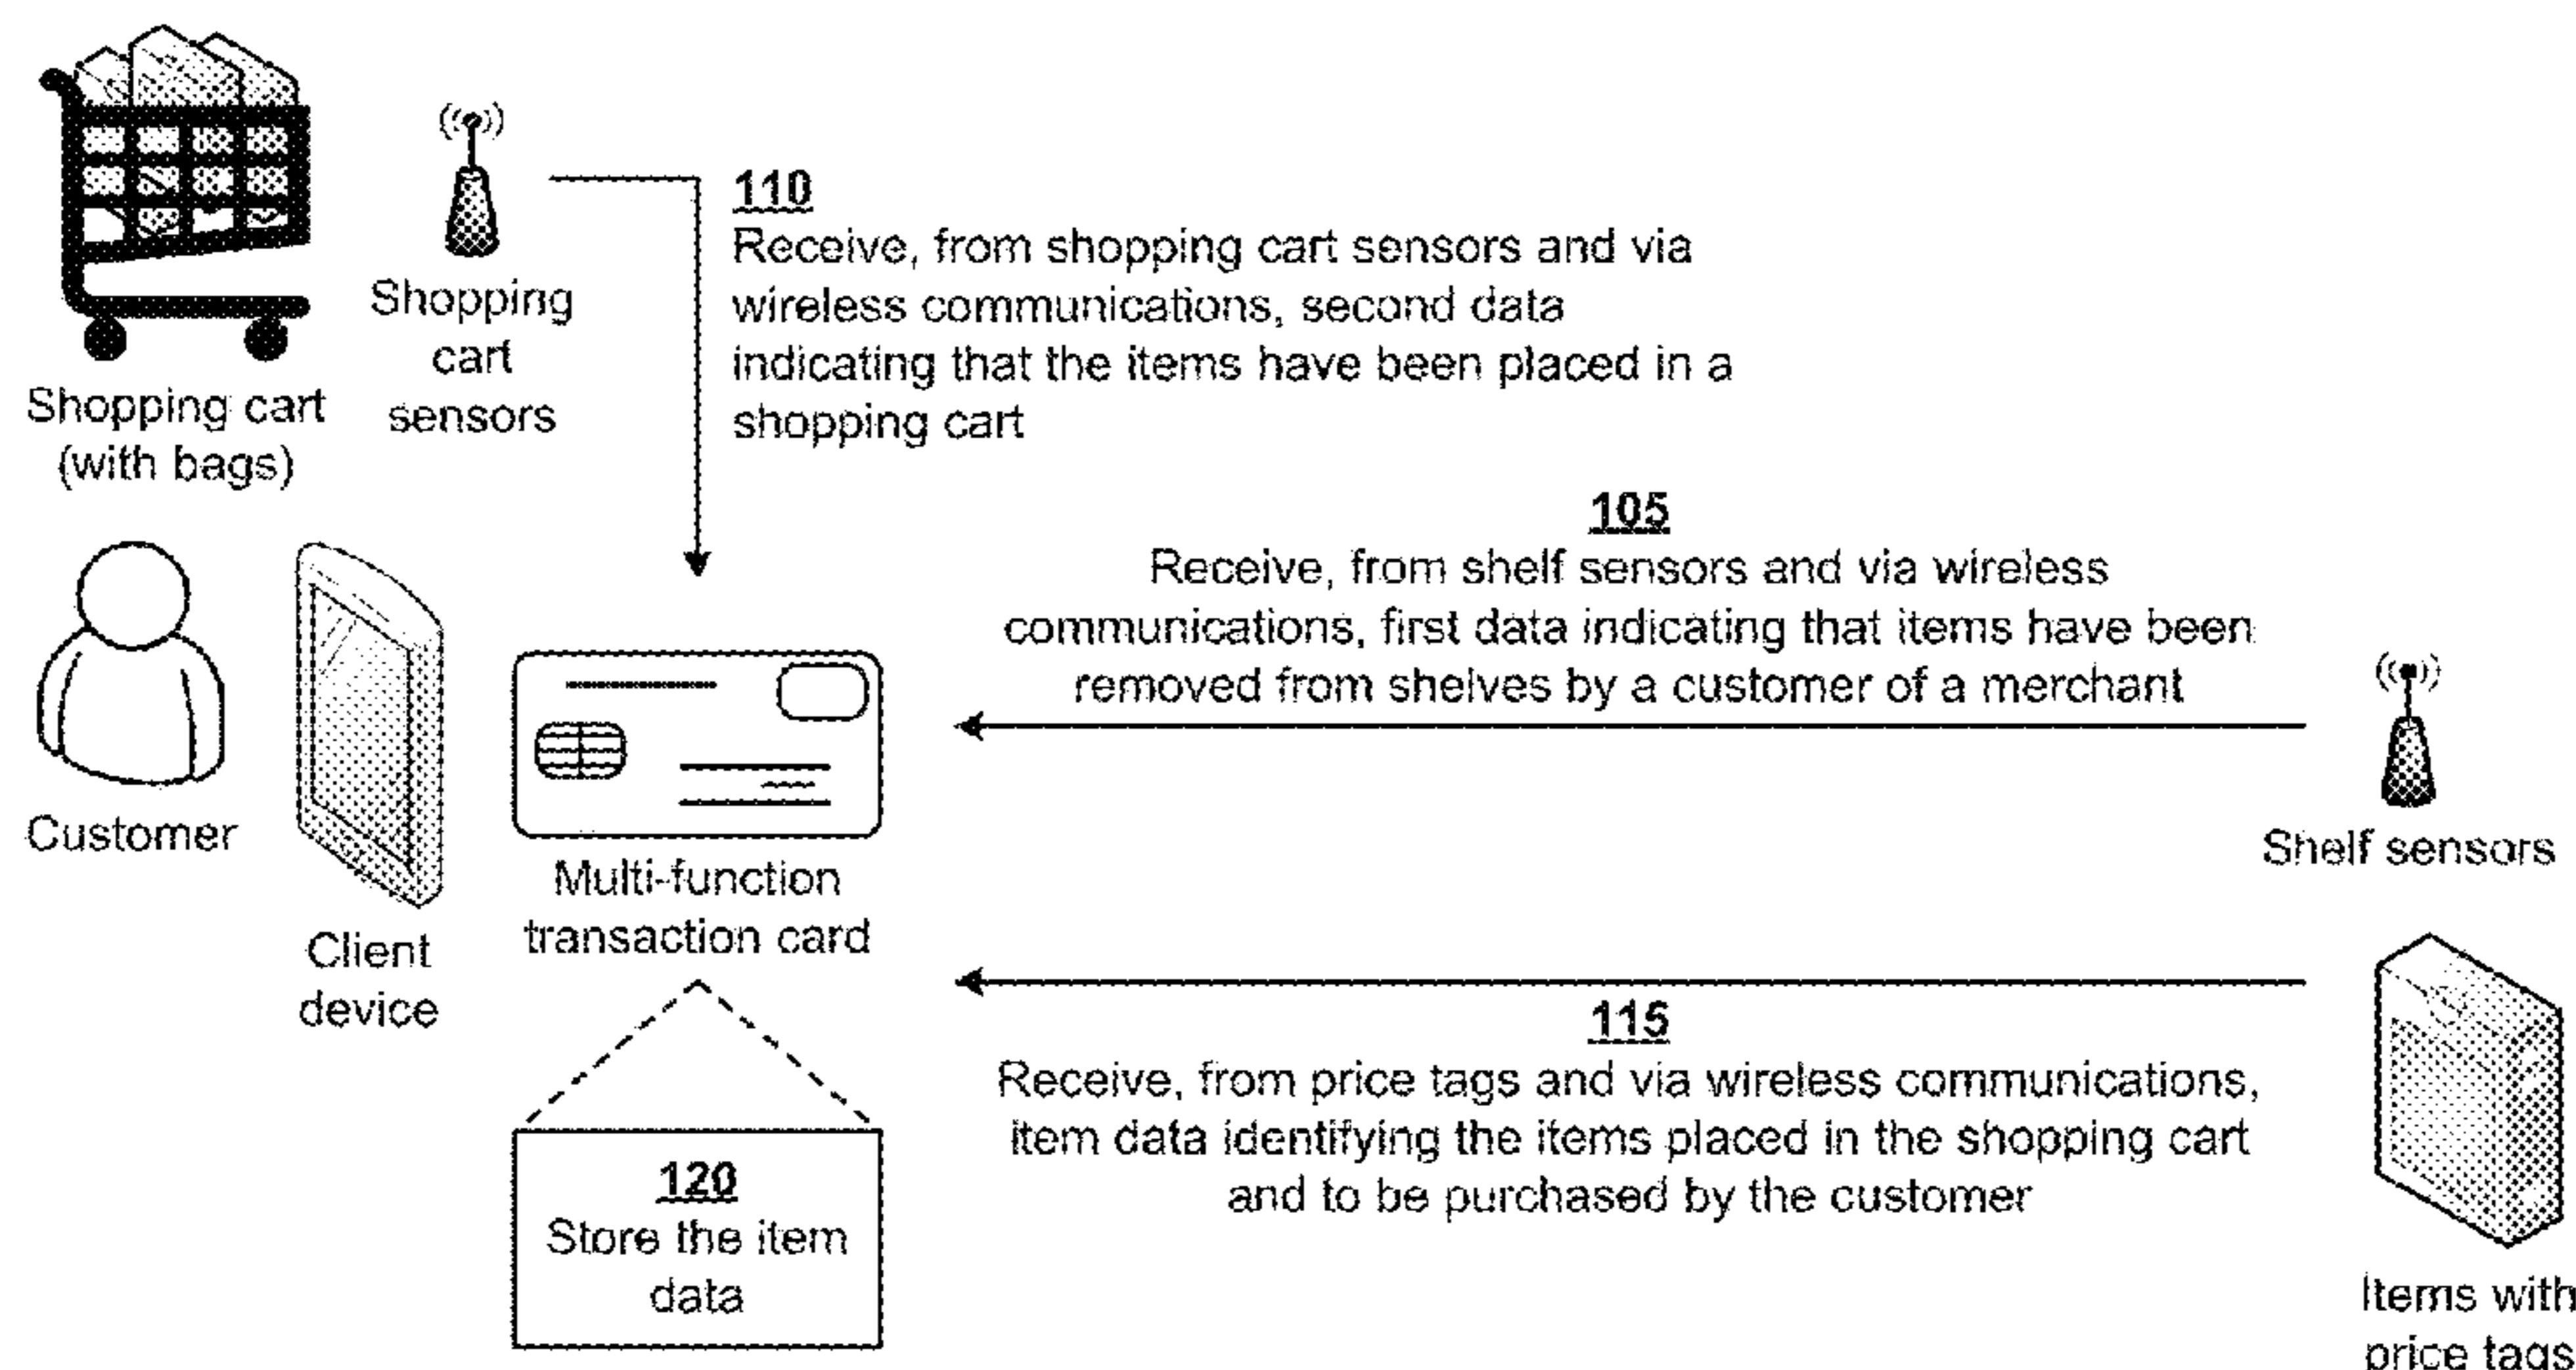 110
Receive, from shopping cart sensors and via
wireless communications, second data
indicating that the items have been placed in a
shopping cart
Shopping
cart
sensors
Shopping cart
(with bags)
105
Receive, from shelf sensors and via wireless
communications, first data indicating that items have been
removed from shelves by a customer of a merchant
Customer
Client
device
Multi-function
transaction card
Shelf sensors
115
Receive, from price tags and via wireless communications,
item data identifying the items placed in the shopping cart
and to be purchased by the customer
120
Store the item
data
Items with
price tags